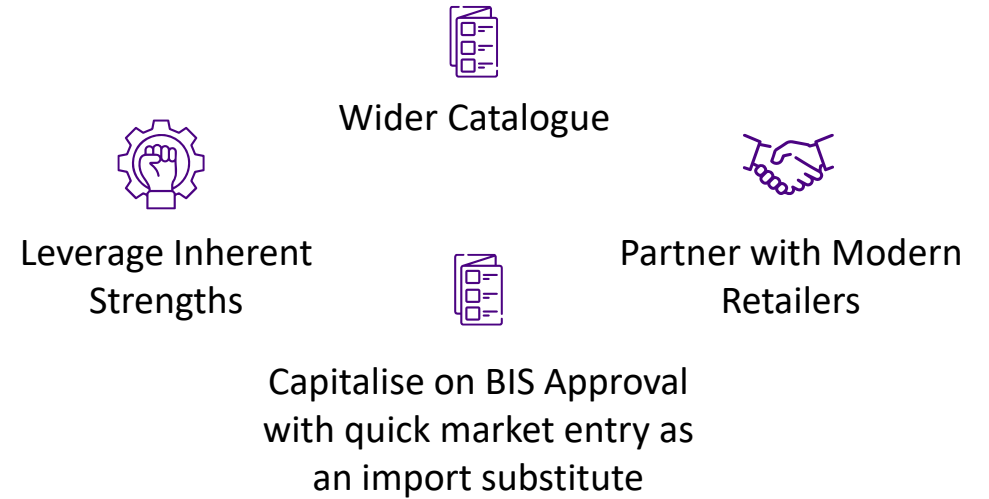 Wider Catalogue
Leverage Inherent
Strengths
Partner with Modern
Retailers
Capitalise on BIS Approval
with quick market entry as
an import substitute